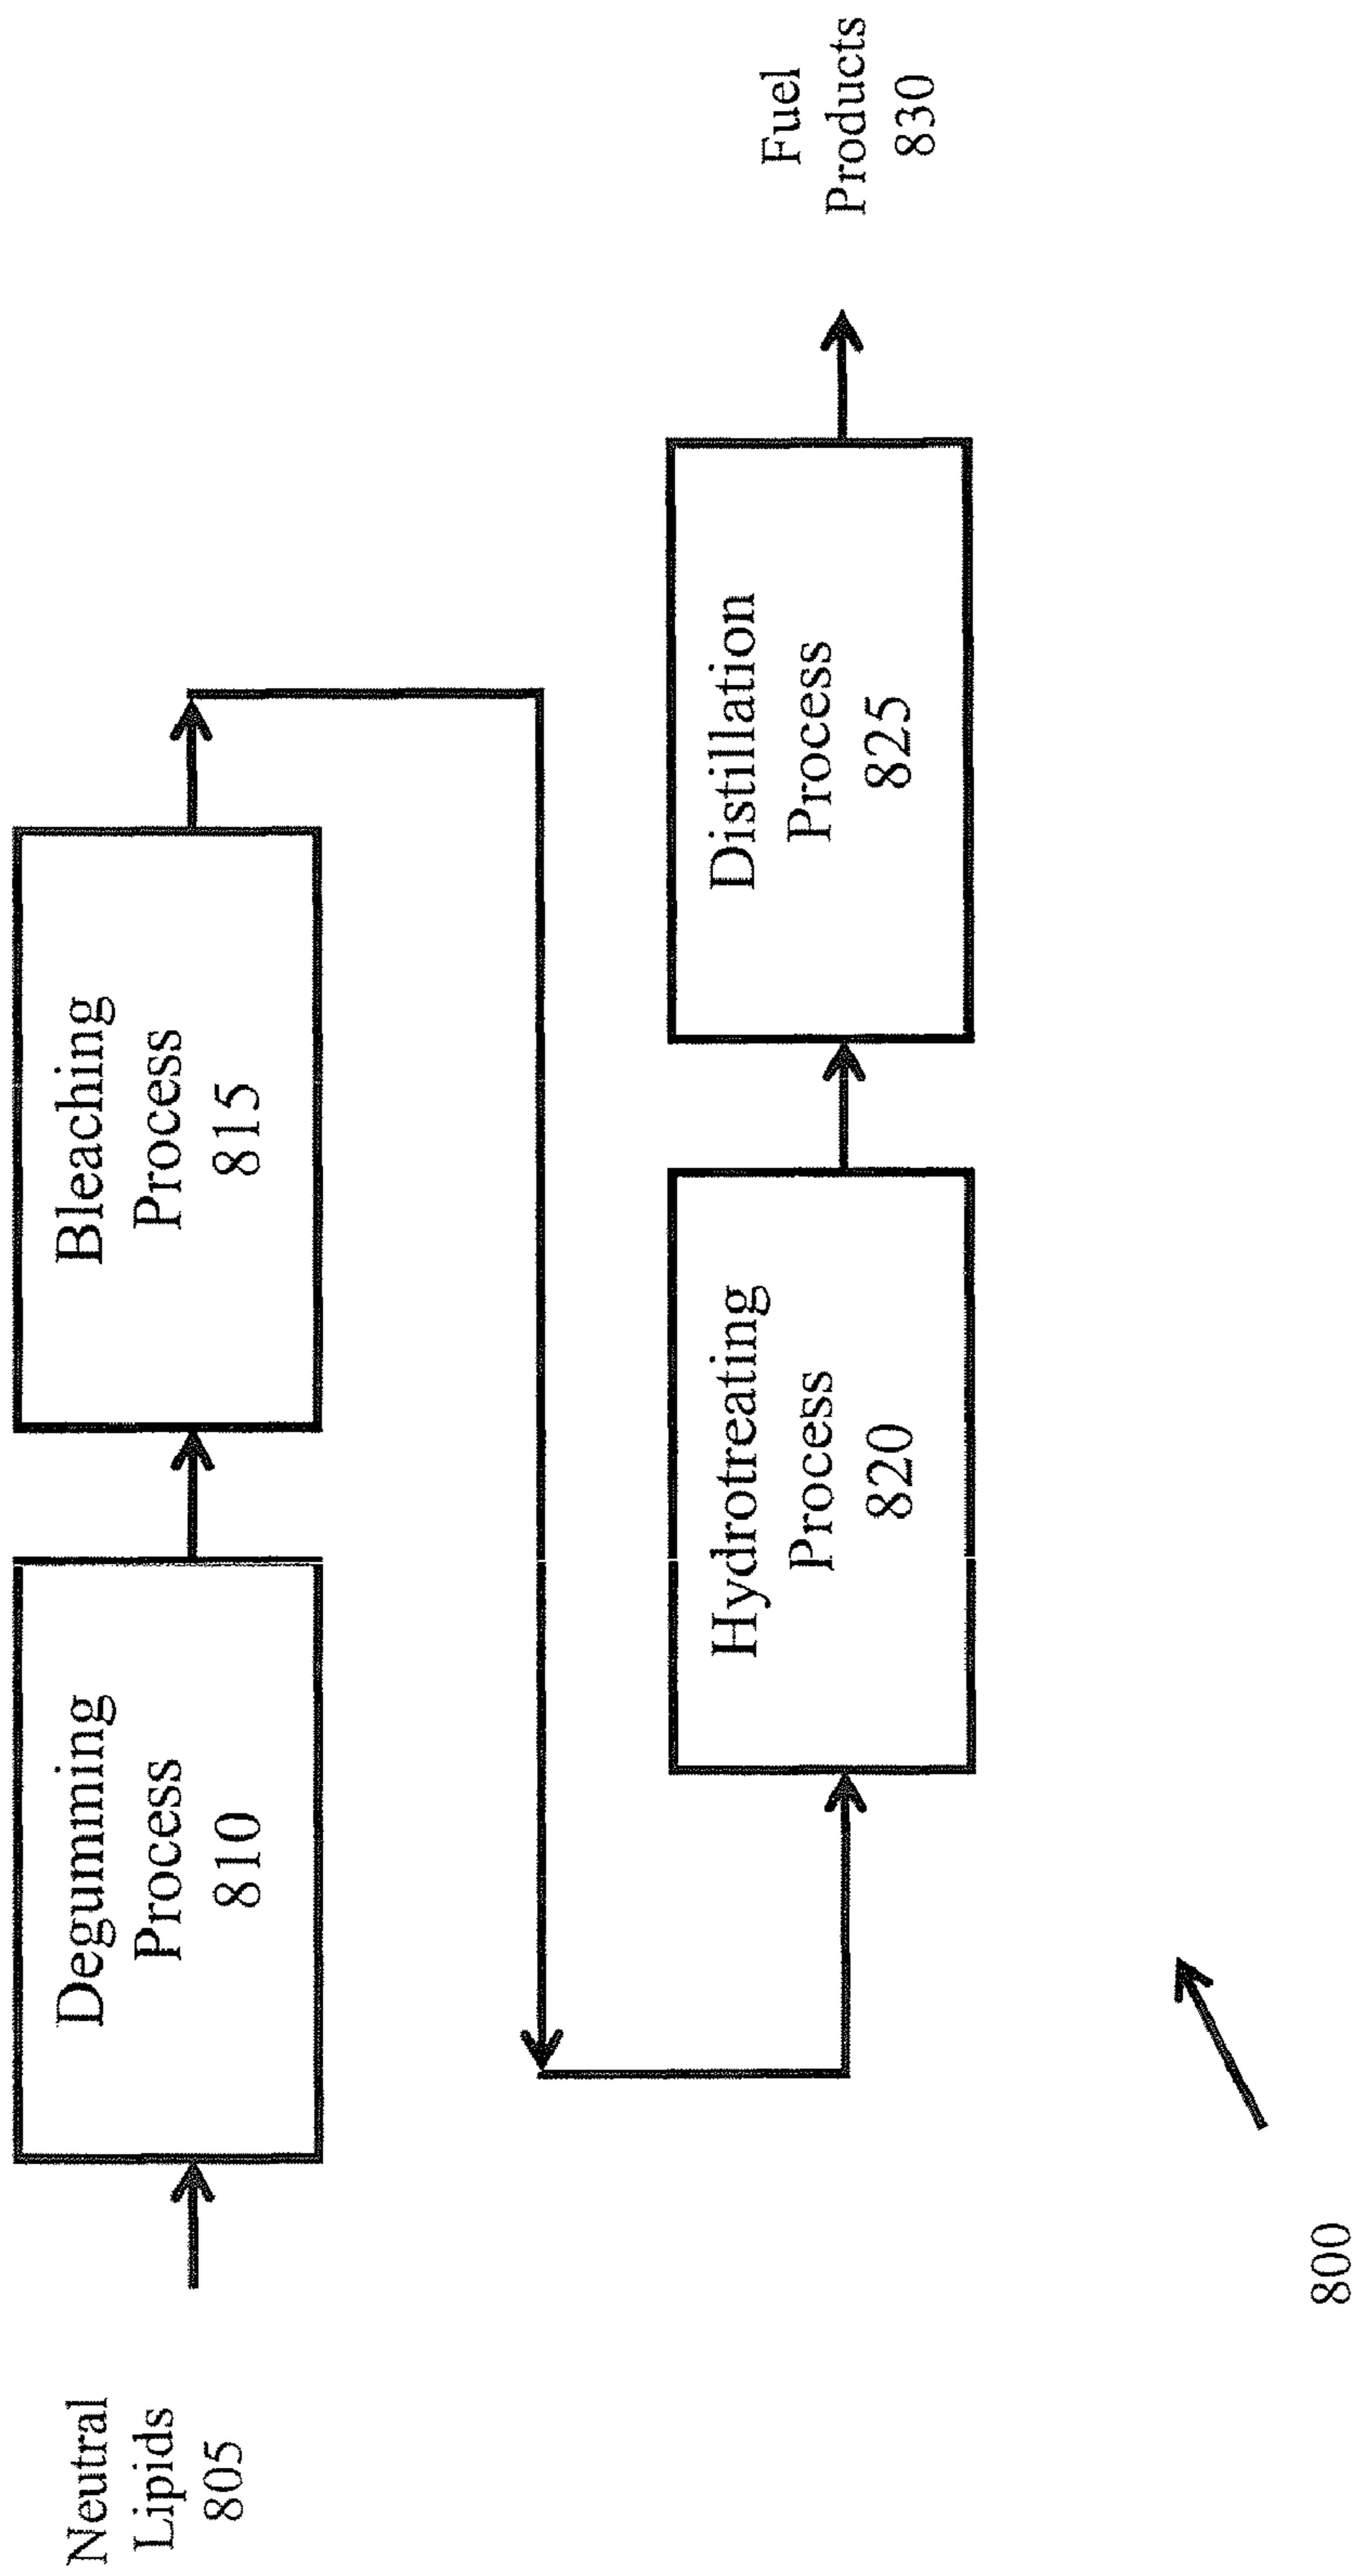 Neutral
Lipids
805
Degumming
Process
810
Bleaching
Process
815
Hydrotreating
Process
820
Distillation
Process
825
Fuel
Products
830
800